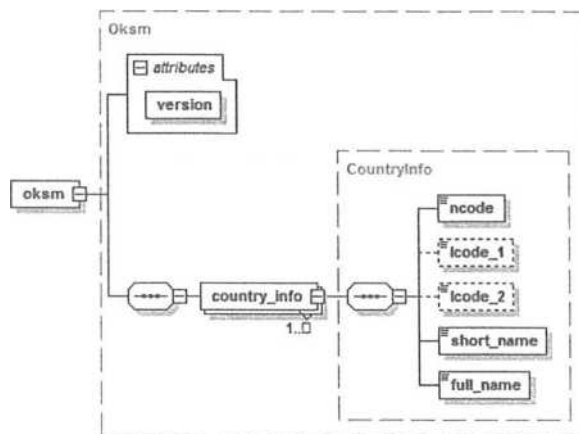 Oksm
attributes
version
oksm
CountryInfo
ncode
lcode_1
country_info
lcode_2
1..□
short_name
full_name